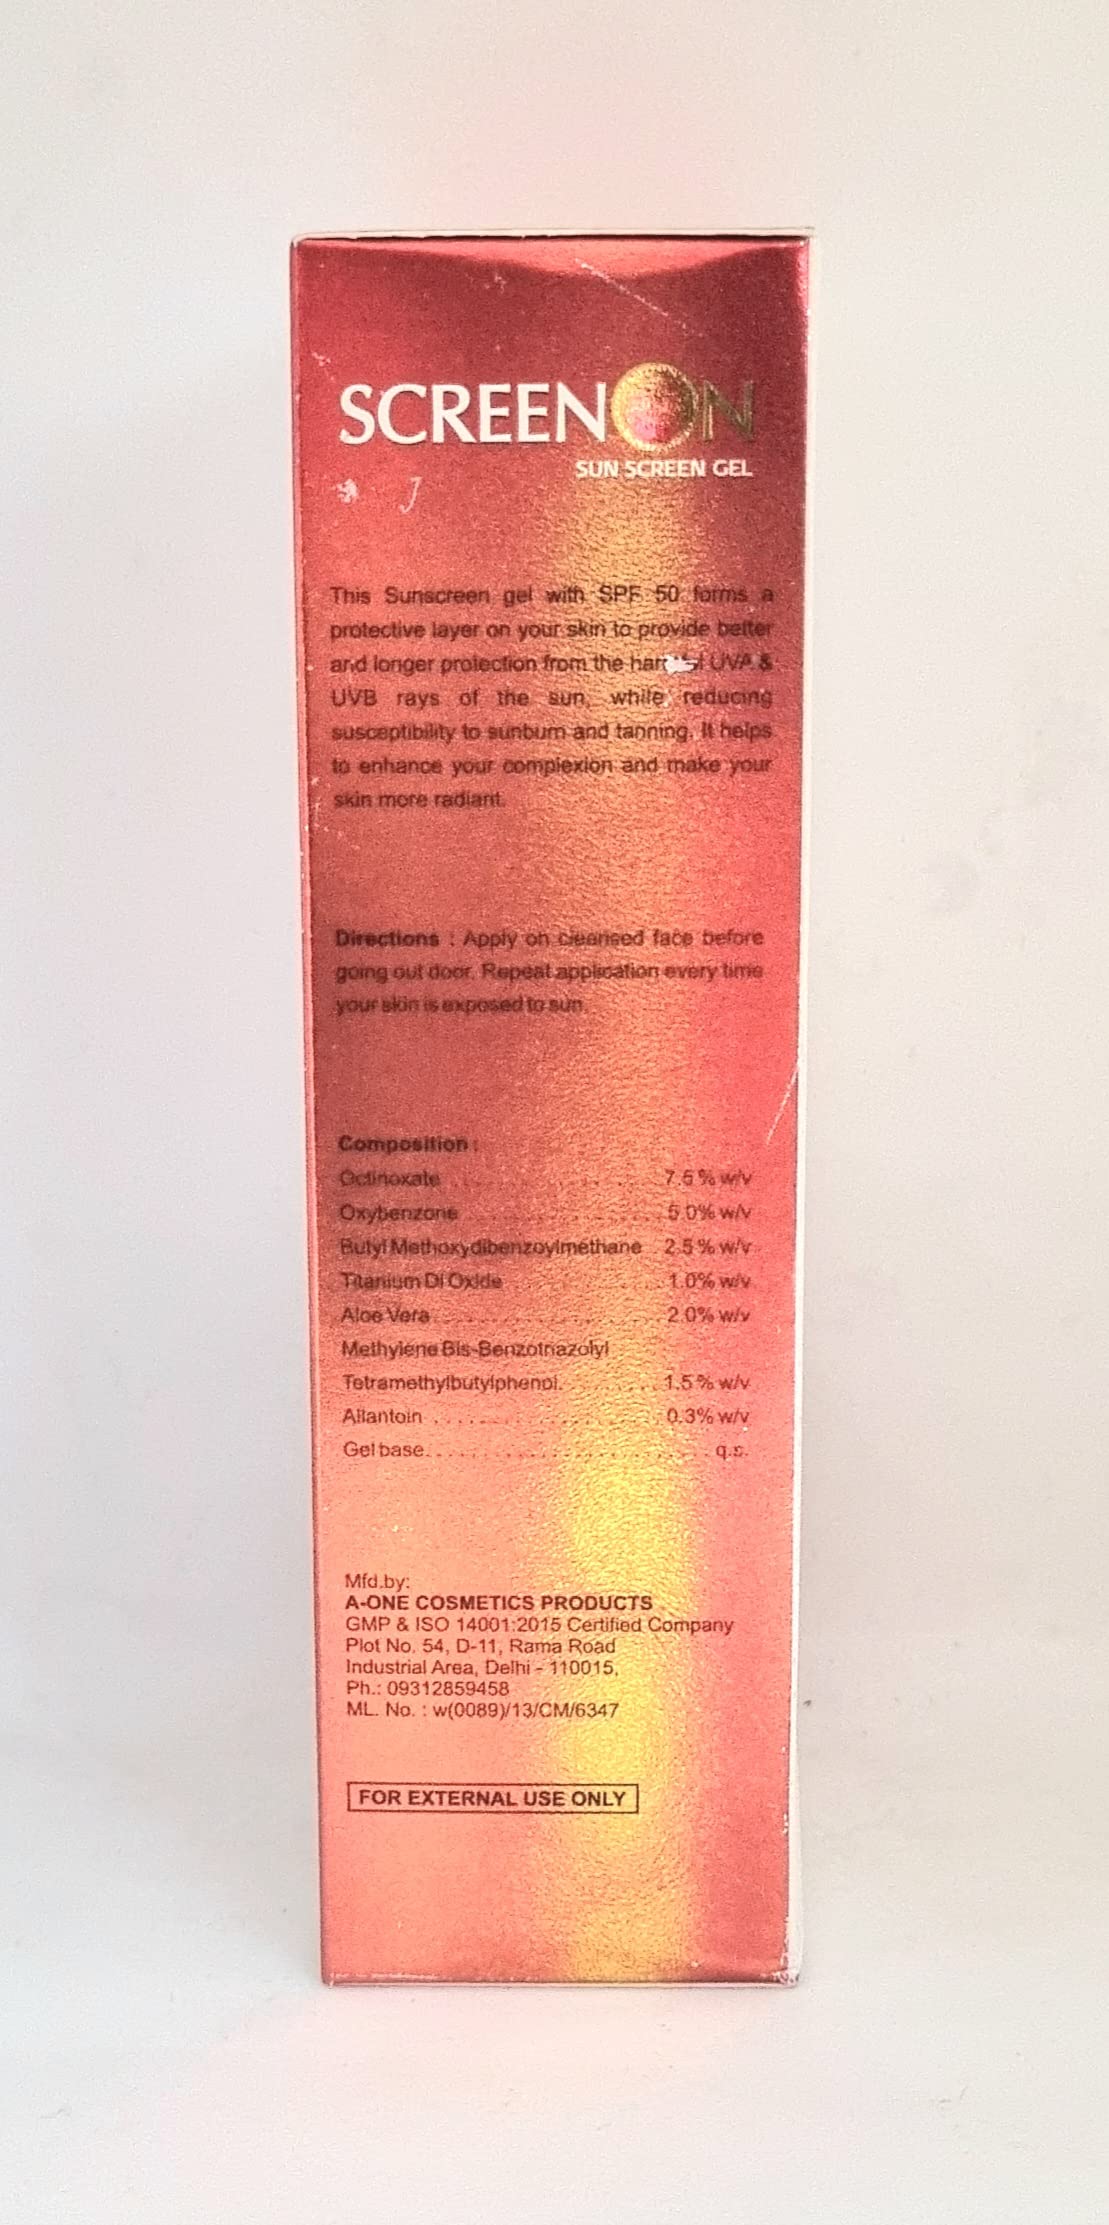 SCREENON
SUN SCREEN GEL
This Sunscreen gel with SPF 50 forms a
protective layer on your skin to provide better
and longer protection from the UVA &
UVB rays of the sun, while reducing
susceptibility to sunburn and tanning. It helps
to enhance your complexion and make your
skin more radiant.
Directions : Apply on cleansed face before
going out door. Repeat application every time
your skin is exposed to sun.
Composition :
Octinoxate . . . . . . . . . . . . . . . . . . . 7.5 % w/v
Oxybenzone . . . . . . . . . . . . . . . . . . 5.0% w/v
Butyl Methoxydibenzoylmethane . 2.5 % w/v
Titanium Di Oxide . . . . . . . . . . . . . 1.0% w/v
Aloe Vera . . . . . . . . . . . . . . . . . . . . 2.0% w/v
Methylene Bis-Benzotriazolyl
Tetramethylbutylphenol. . . . . . . . . . 1.5 % w/v
Allantoin . . . . . . . . . . . . . . . . . . . . 0.3% w/v
Gel base. . . . . . . . . . . . . . . . . . . . . . . . q.s.
Mfd.by:
A-ONE COSMETICS PRODUCTS
GMP & ISO 14001:2015 Certified Company
Plot No. 54, D-11, Rama Road
Industrial Area, Delhi - 110015,
Ph.: 09312859458
ML. No. : w(0089)/13/CM/6347
FOR EXTERNAL USE ONLY